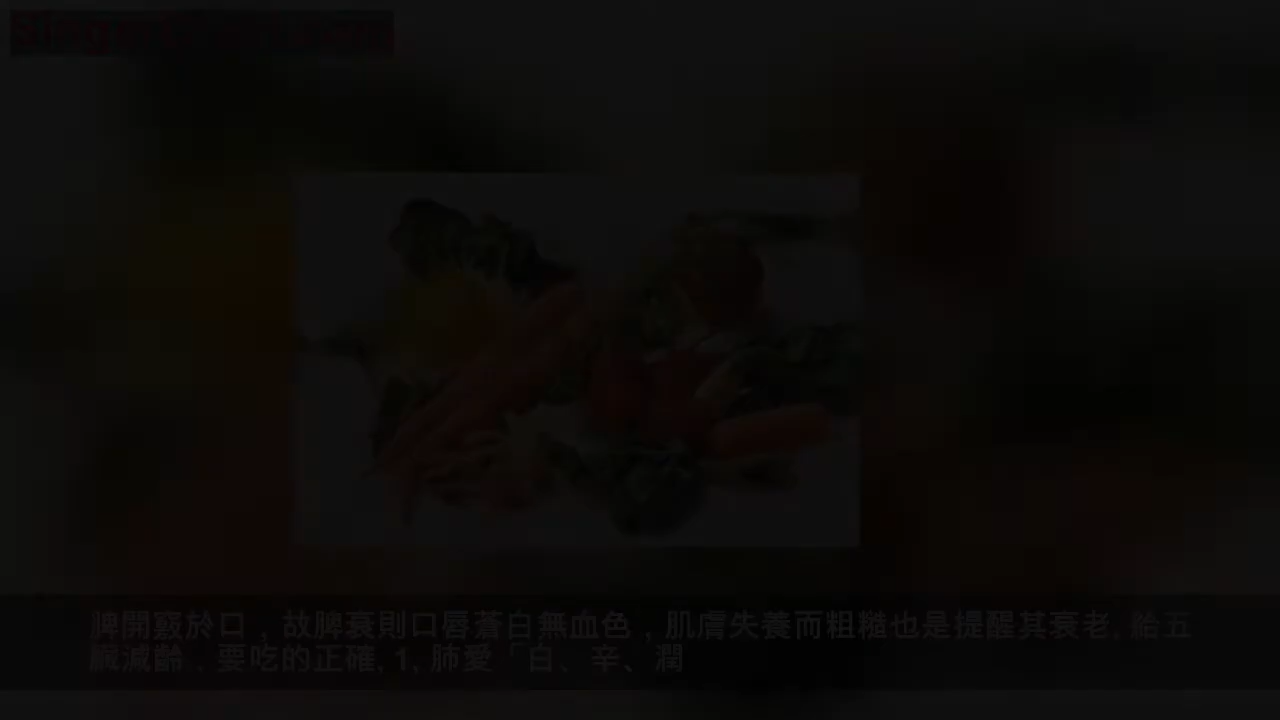 脾開竅於口，故脾衰則口唇蒼白無血色，肌膚失養而粗糙也是提醒其衰老, 給五
臟減齡，要吃的正確, 1, 肺愛「白、辛、潤